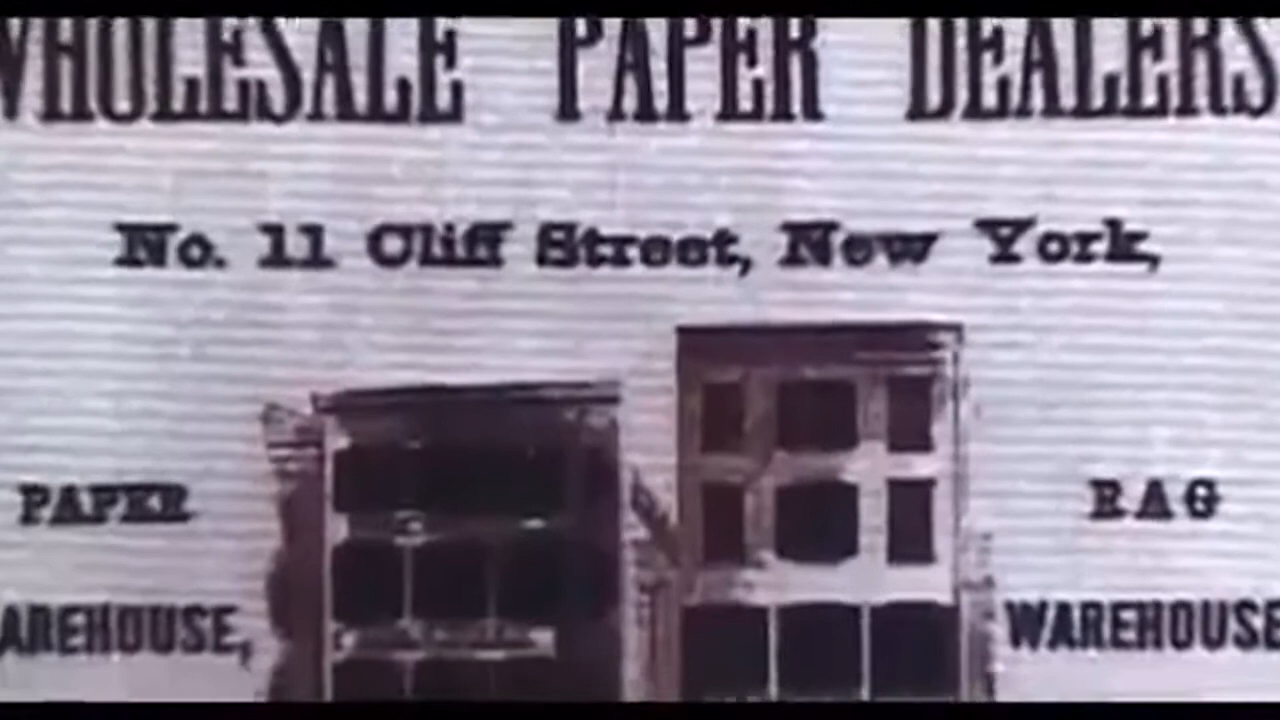 WHOLESALE PAPER DEALERS
No. 11 Cliff Street, New York,
PAPER RAG
WAREHOUSE, WAREHOUSE